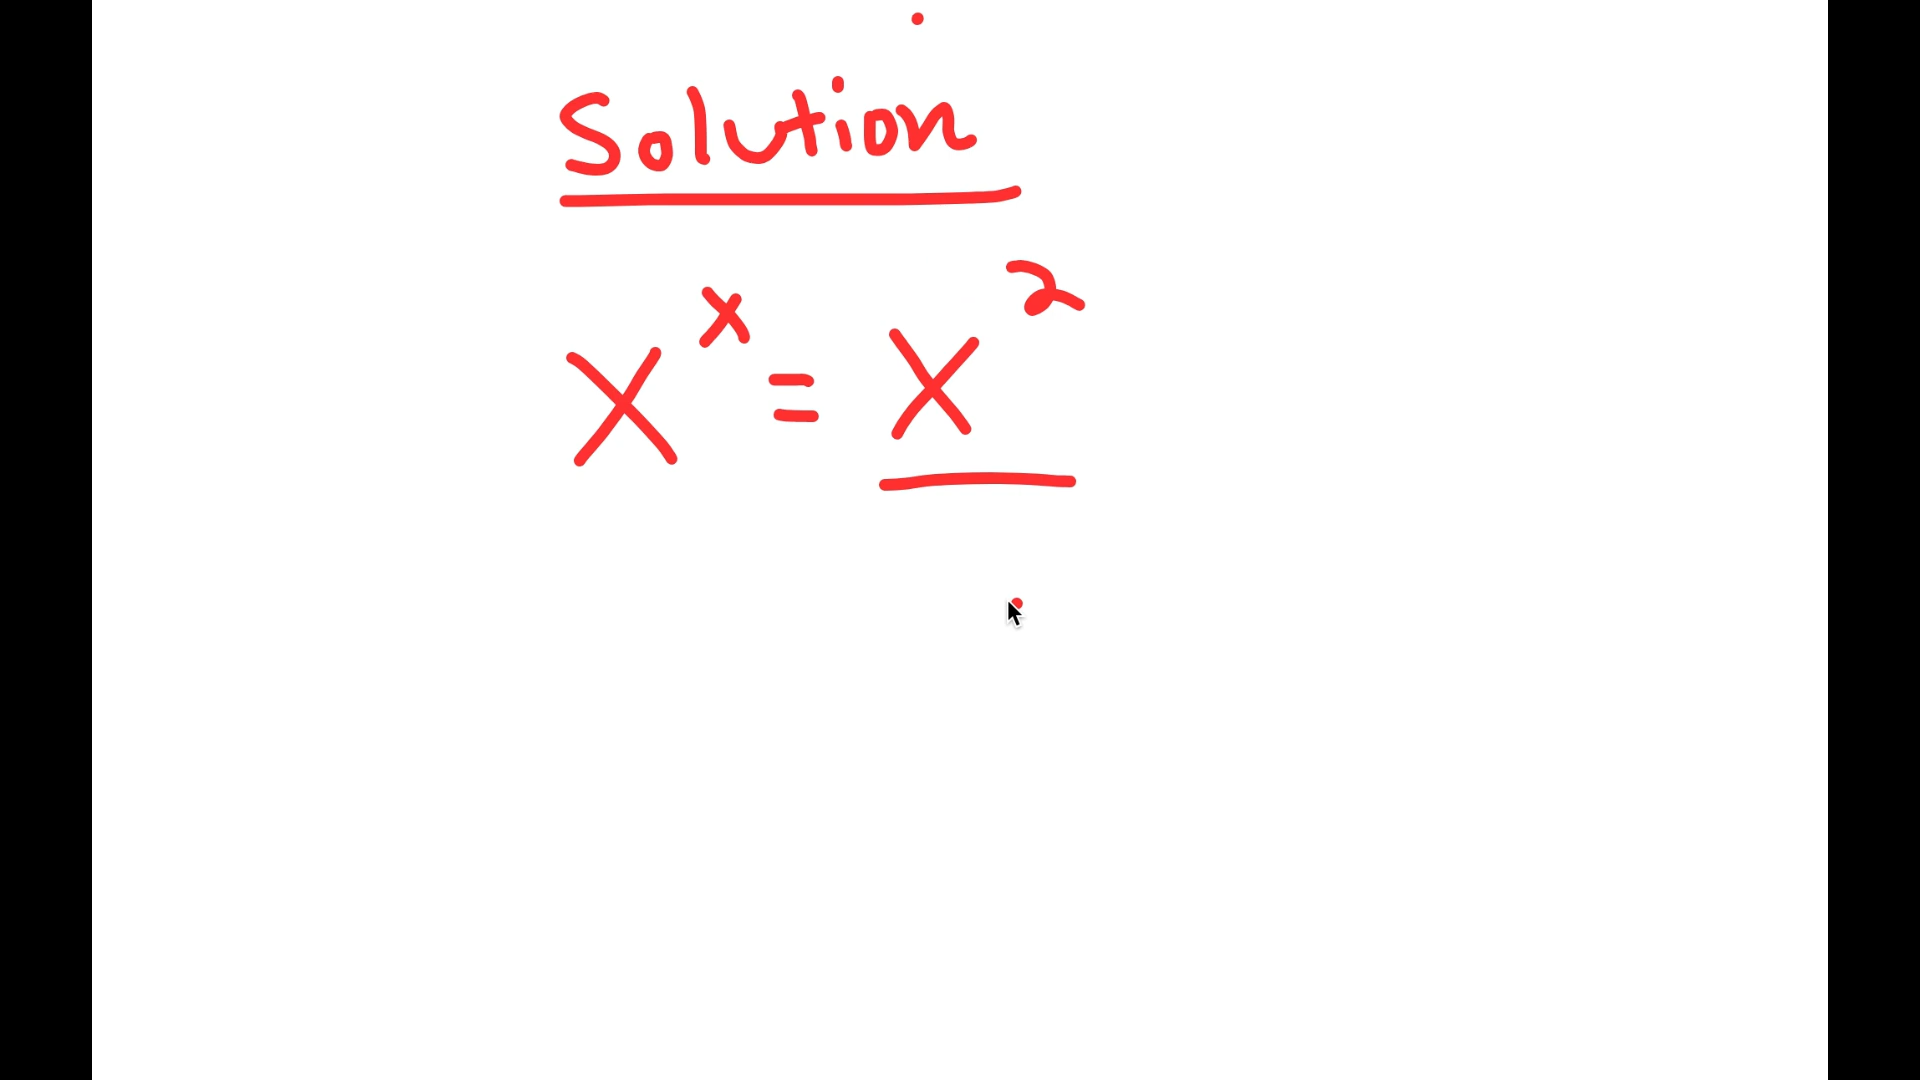 Solution
X^x = X^2